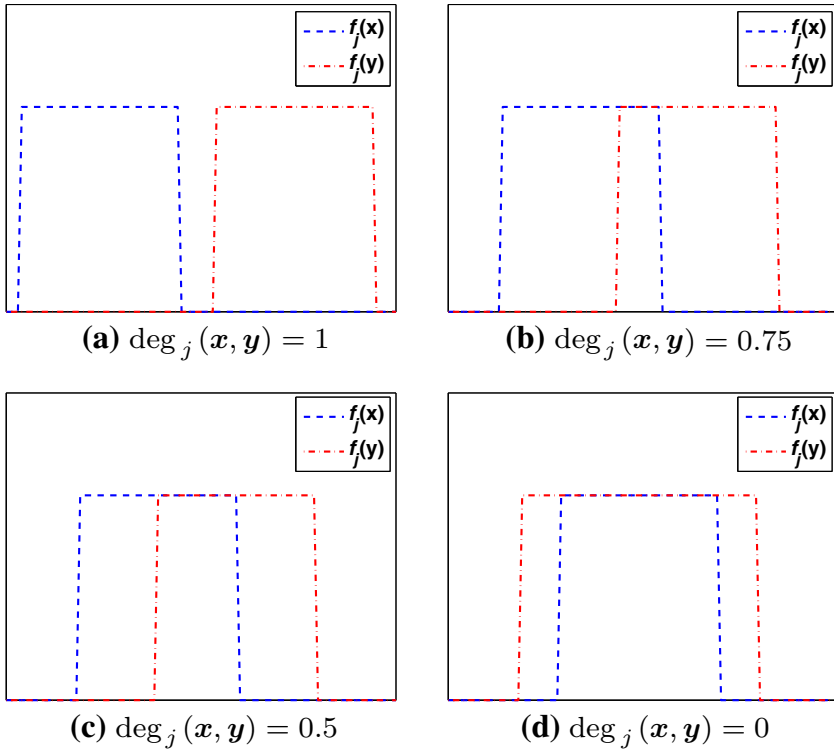 f_j(x)
f_j(y)
f_j(x)
f_j(y)
(a) deg_j(x, y) = 1
(b) deg_j(x, y) = 0.75
f_j(x)
f_j(y)
f_j(x)
f_j(y)
(c) deg_j(x, y) = 0.5
(d) deg_j(x, y) = 0